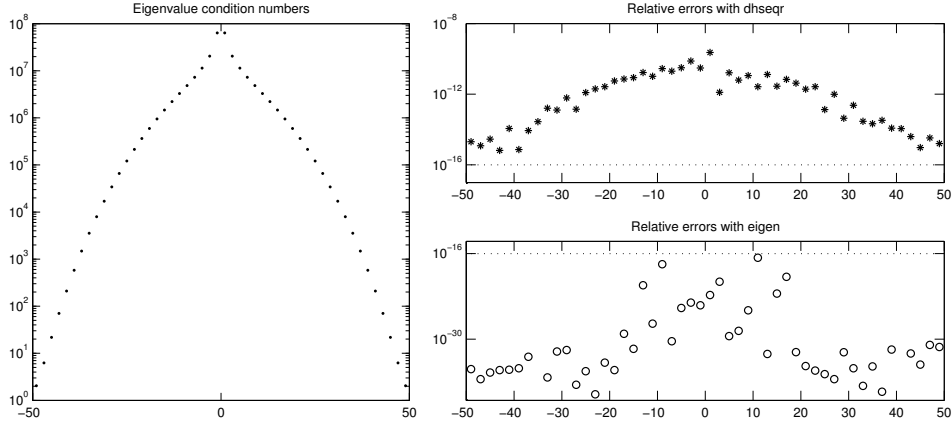 Eigenvalue condition numbers
10^8
10^7
10^6
10^5
10^4
10^3
10^2
10^1
10^0
−50 0 50
Relative errors with dhseqr
10^−8
10^−12
10^−16
−50 −40 −30 −20 −10 0 10 20 30 40 50
Relative errors with eigen
10^−16
10^−30
−50 −40 −30 −20 −10 0 10 20 30 40 50